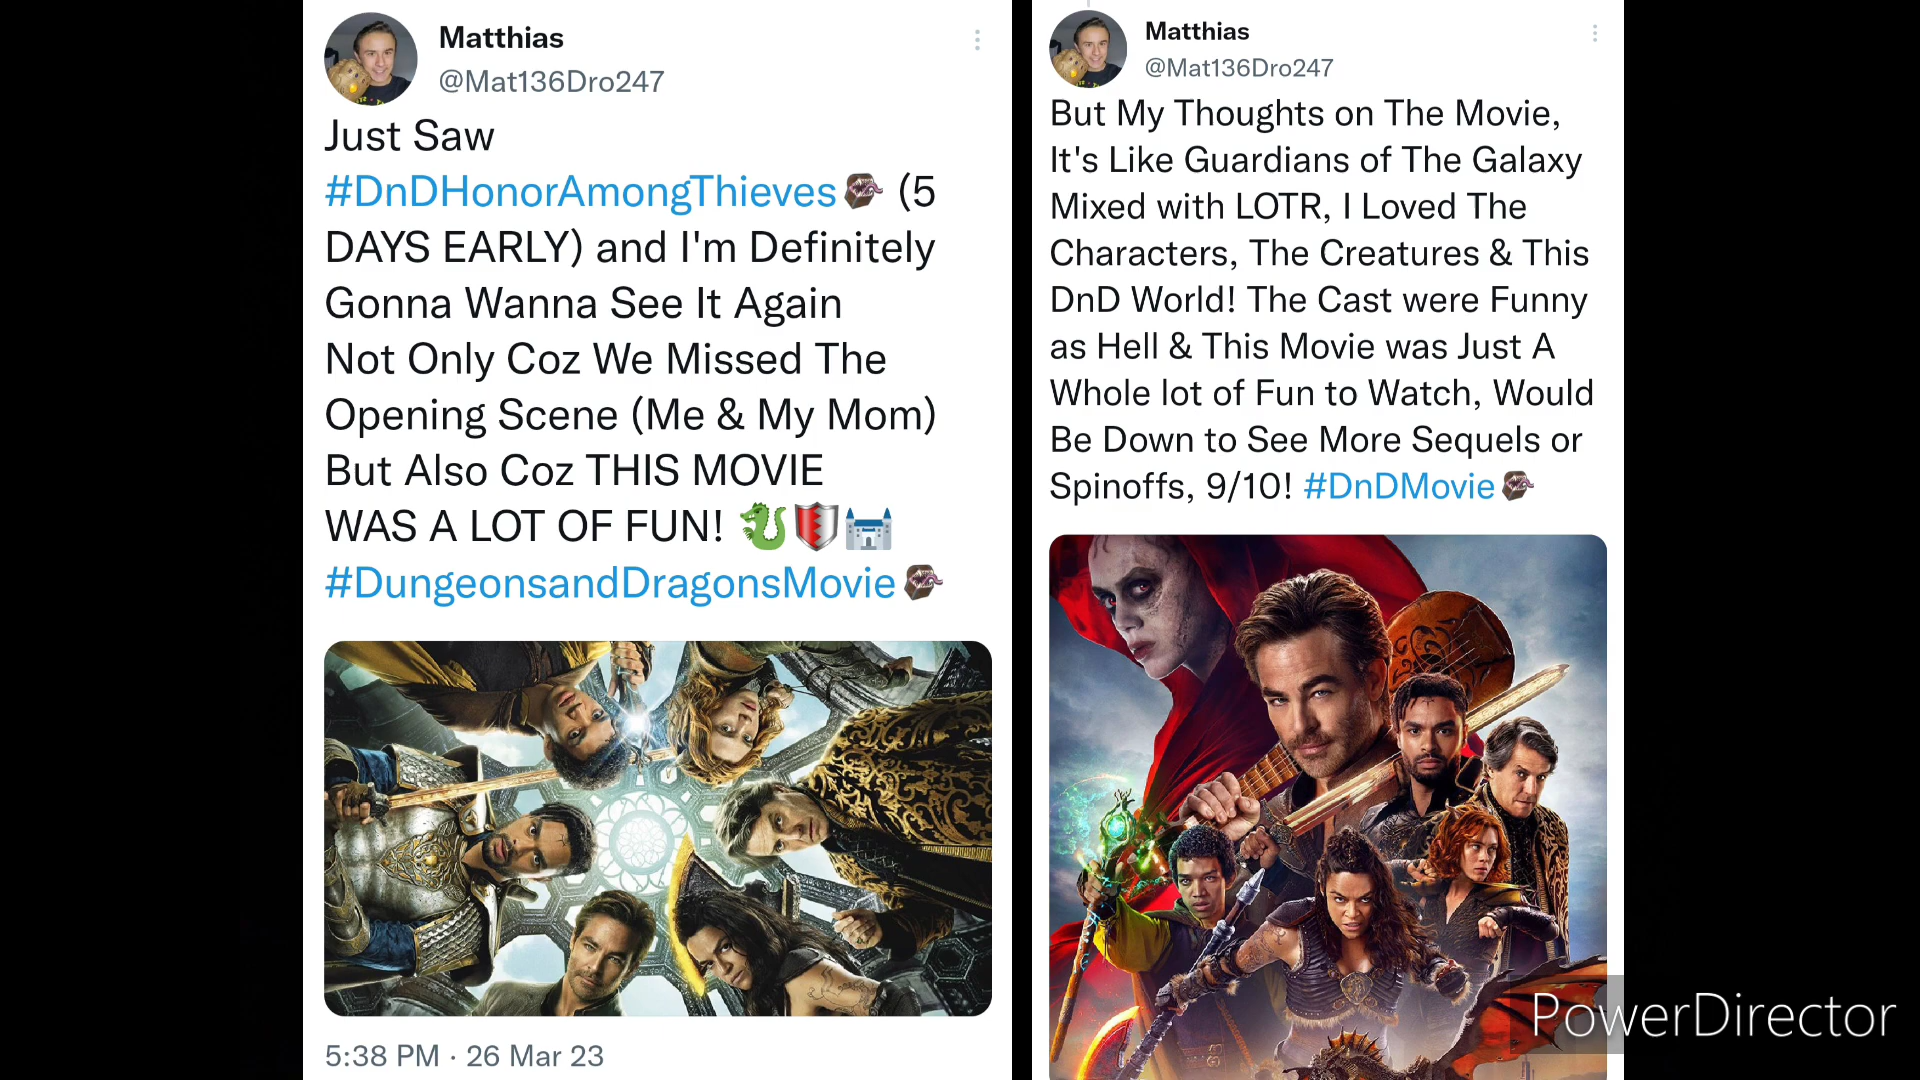 Matthias
@Mat136Dro247
Just Saw
#DnDHonorAmongThieves (5
DAYS EARLY) and I'm Definitely
Gonna Wanna See It Again
Not Only Coz We Missed The
Opening Scene (Me & My Mom)
But Also Coz THIS MOVIE
WAS A LOT OF FUN! 🐉🛡️🏰
#DungeonsandDragonsMovie
5:38 PM · 26 Mar 23
Matthias
@Mat136Dro247
But My Thoughts on The Movie,
It's Like Guardians of The Galaxy
Mixed with LOTR, I Loved The
Characters, The Creatures & This
DnD World! The Cast were Funny
as Hell & This Movie was Just A
Whole lot of Fun to Watch, Would
Be Down to See More Sequels or
Spinoffs, 9/10! #DnDMovie
PowerDirector